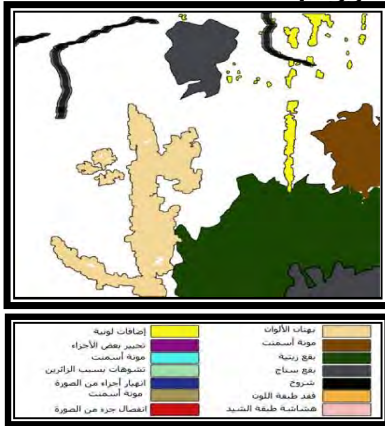 بهتان الألوان
إضافات لونية
مونة أسمنت
تحيير بعض الأجزاء
بقع زيتية
مونة أسمنت
بقع سناج
تشوهات بسبب الزائرين
شروخ
انهيار أجزاء من الصورة
فقد طبقة اللون
مونة أسمنت
هشاشة طبقة الشيد
انفصال جزء من الصورة